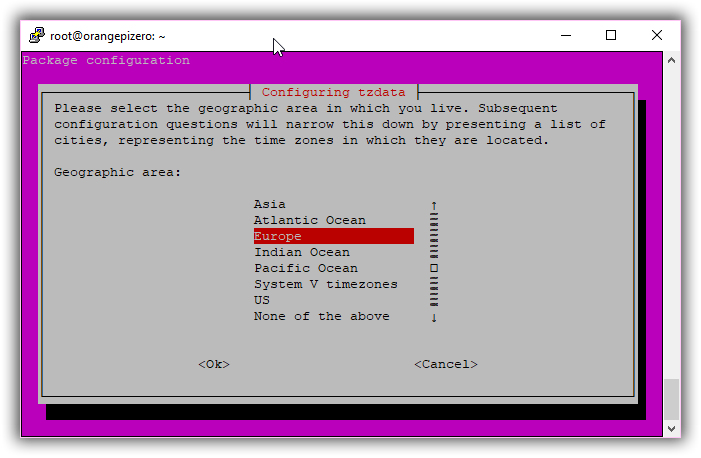 root@orangepizero: ~
Package configuration
Configuring tzdata
Please select the geographic area in which you live. Subsequent
configuration questions will narrow this down by presenting a list of
cities, representing the time zones in which they are located.
Geographic area:
Asia
Atlantic Ocean
Europe
Indian Ocean
Pacific Ocean
System V timezones
US
None of the above
<Ok> <Cancel>